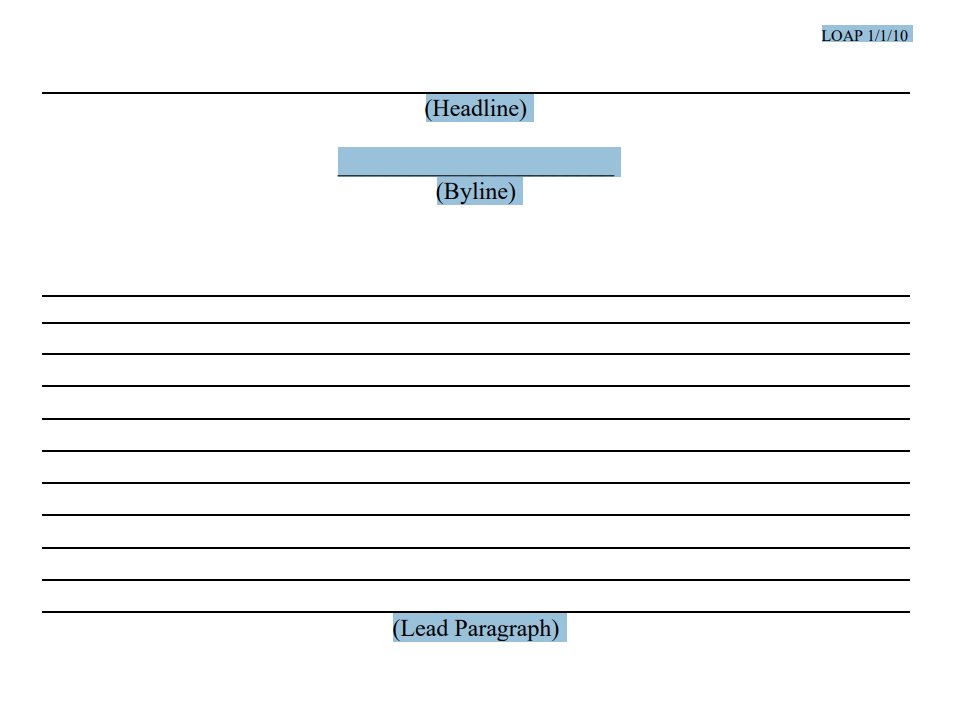 LOAP 1/1/10
(Headline)
(Byline)
(Lead Paragraph)